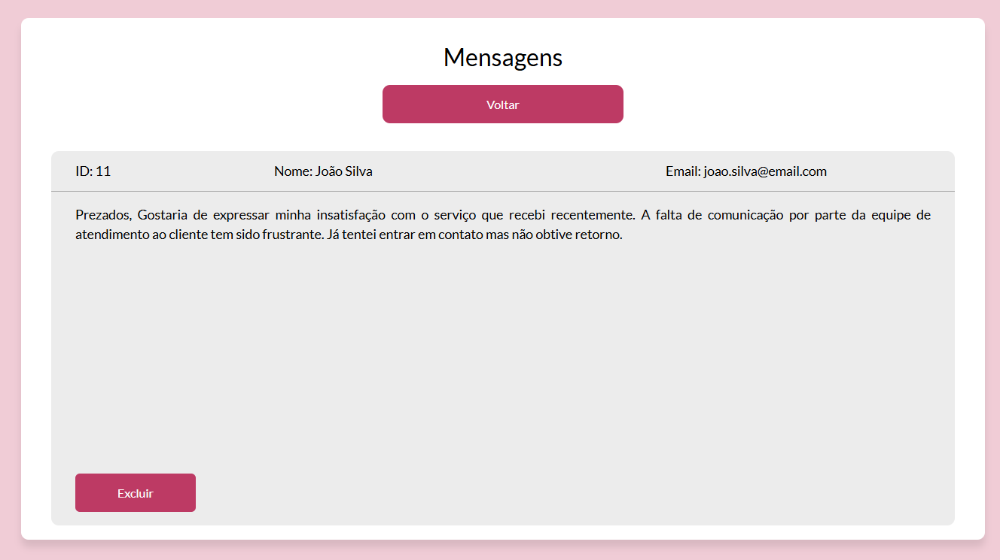 Mensagens
Voltar
ID: 11 Nome: João Silva Email: joao.silva@email.com
Prezados, Gostaria de expressar minha insatisfação com o serviço que recebi recentemente. A falta de comunicação por parte da equipe de
atendimento ao cliente tem sido frustrante. Já tentei entrar em contato mas não obtive retorno.
Excluir